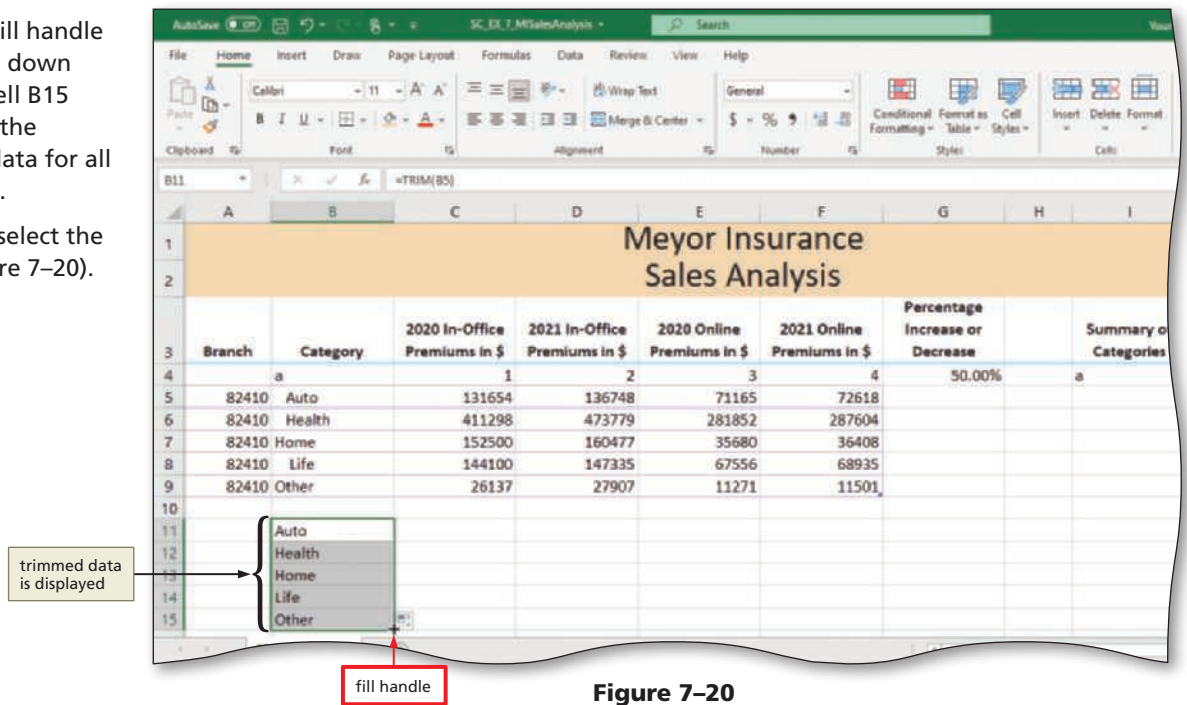 ill handle
down
ell B15
the
lata for all
.
select the
re 7–20).
AutoSave Off SC_EX_7_MISalesAnalysis Search You
File Home Insert Draw Page Layout Formulas Data Review View Help
Paste Calibri 11 A A Wrap Text General
B I U A Merge & Center $ % 9 Conditional Formatting Format as Table Cell Styles Insert Delete Format
Clipboard Font Alignment Number Styles Cells
B11 fx =TRIM(B5)
A B C D E F G H I
1 Meyor Insurance
2 Sales Analysis
3 Branch Category 2020 In-Office Premiums in $ 2021 In-Office Premiums in $ 2020 Online Premiums in $ 2021 Online Premiums in $ Percentage Increase or Decrease Summary o Categories
4 a 1 2 3 4 50.00% a
5 82410 Auto 131654 136748 71165 72618
6 82410 Health 411298 473779 281852 287604
7 82410 Home 152500 160477 35680 36408
8 82410 Life 144100 147335 67556 68935
9 82410 Other 26137 27907 11271 11501
10
11 Auto
12 Health
13 Home
14 Life
15 Other
trimmed data
is displayed
fill handle
Figure 7–20